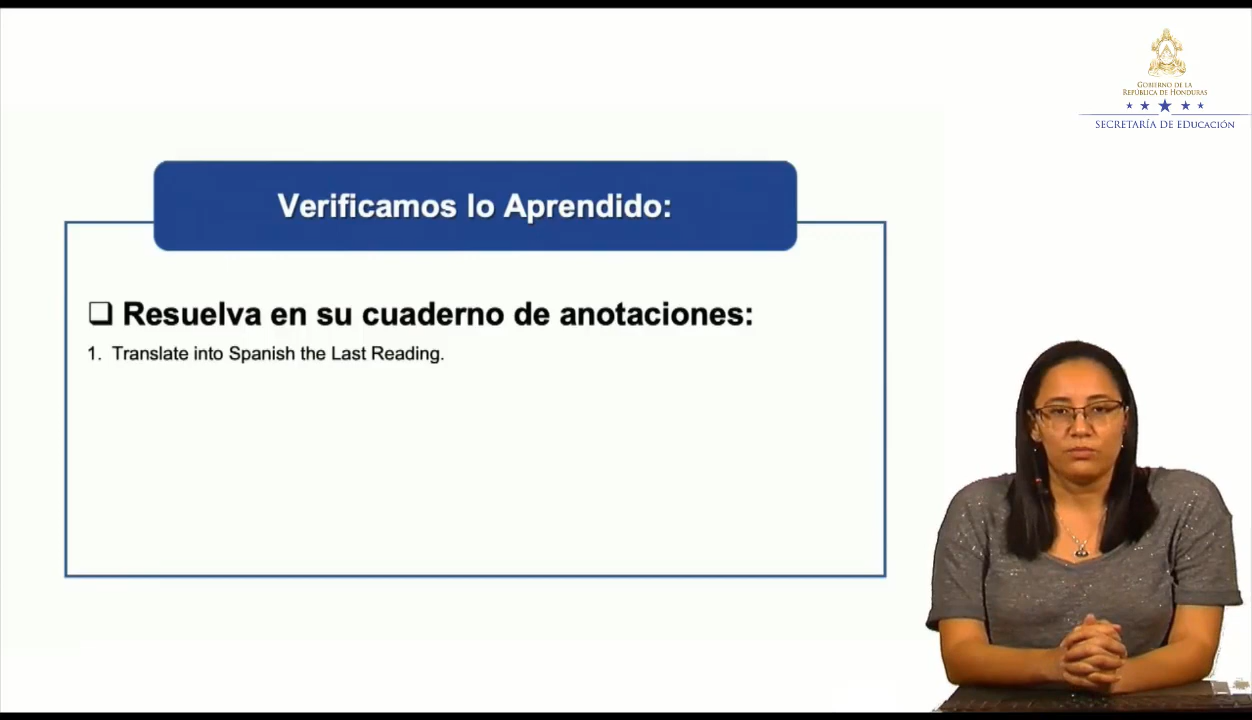 GOBIERNO DE LA
REPÚBLICA DE HONDURAS
SECRETARÍA DE EDUCACIÓN
Verificamos lo Aprendido:
Resuelva en su cuaderno de anotaciones:
1. Translate into Spanish the Last Reading.